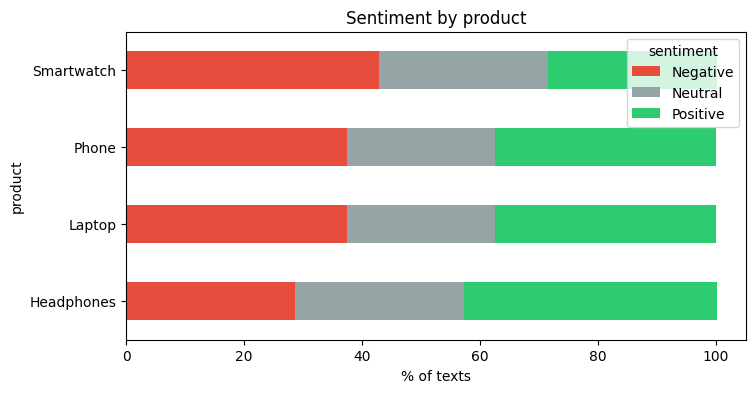 Sentiment by product
sentiment
Negative
Neutral
Positive
Smartwatch
Phone
Laptop
Headphones
product
0 20 40 60 80 100
% of texts